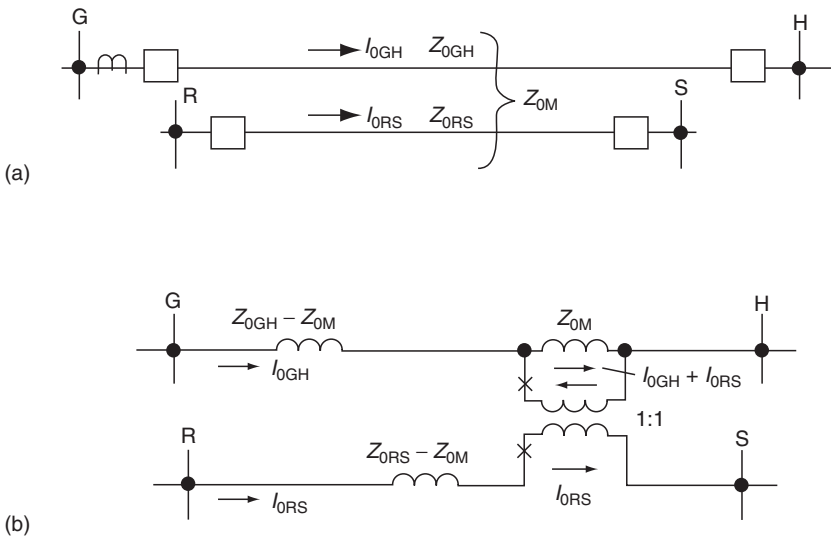 G
H
I0GH Z0GH
R
S
Z0M
I0RS Z0RS
(a)
G
H
Z0GH – Z0M
Z0M
I0GH
I0GH + I0RS
1:1
R
S
Z0RS – Z0M
I0RS
I0RS
(b)